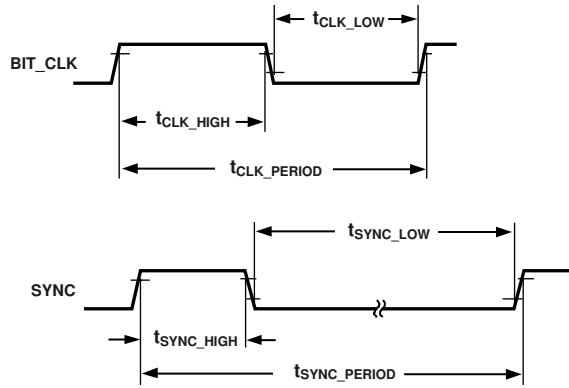 tCLK_LOW
BIT_CLK
tCLK_HIGH
tCLK_PERIOD
tSYNC_LOW
SYNC
tSYNC_HIGH
tSYNC_PERIOD